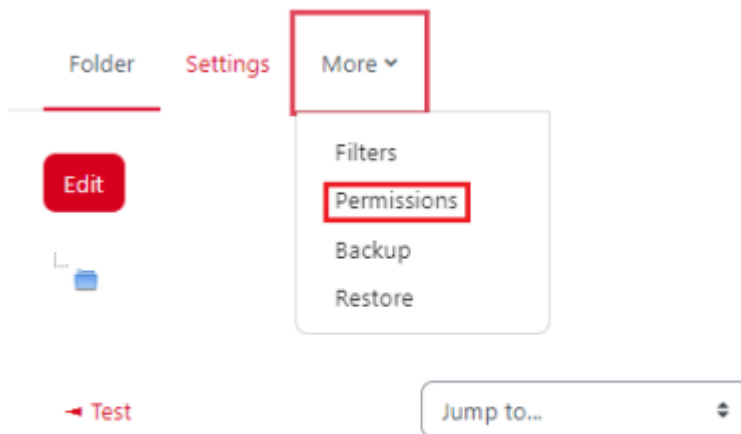 Folder Settings More
Filters
Edit
Permissions
Backup
Restore
Test Jump to...